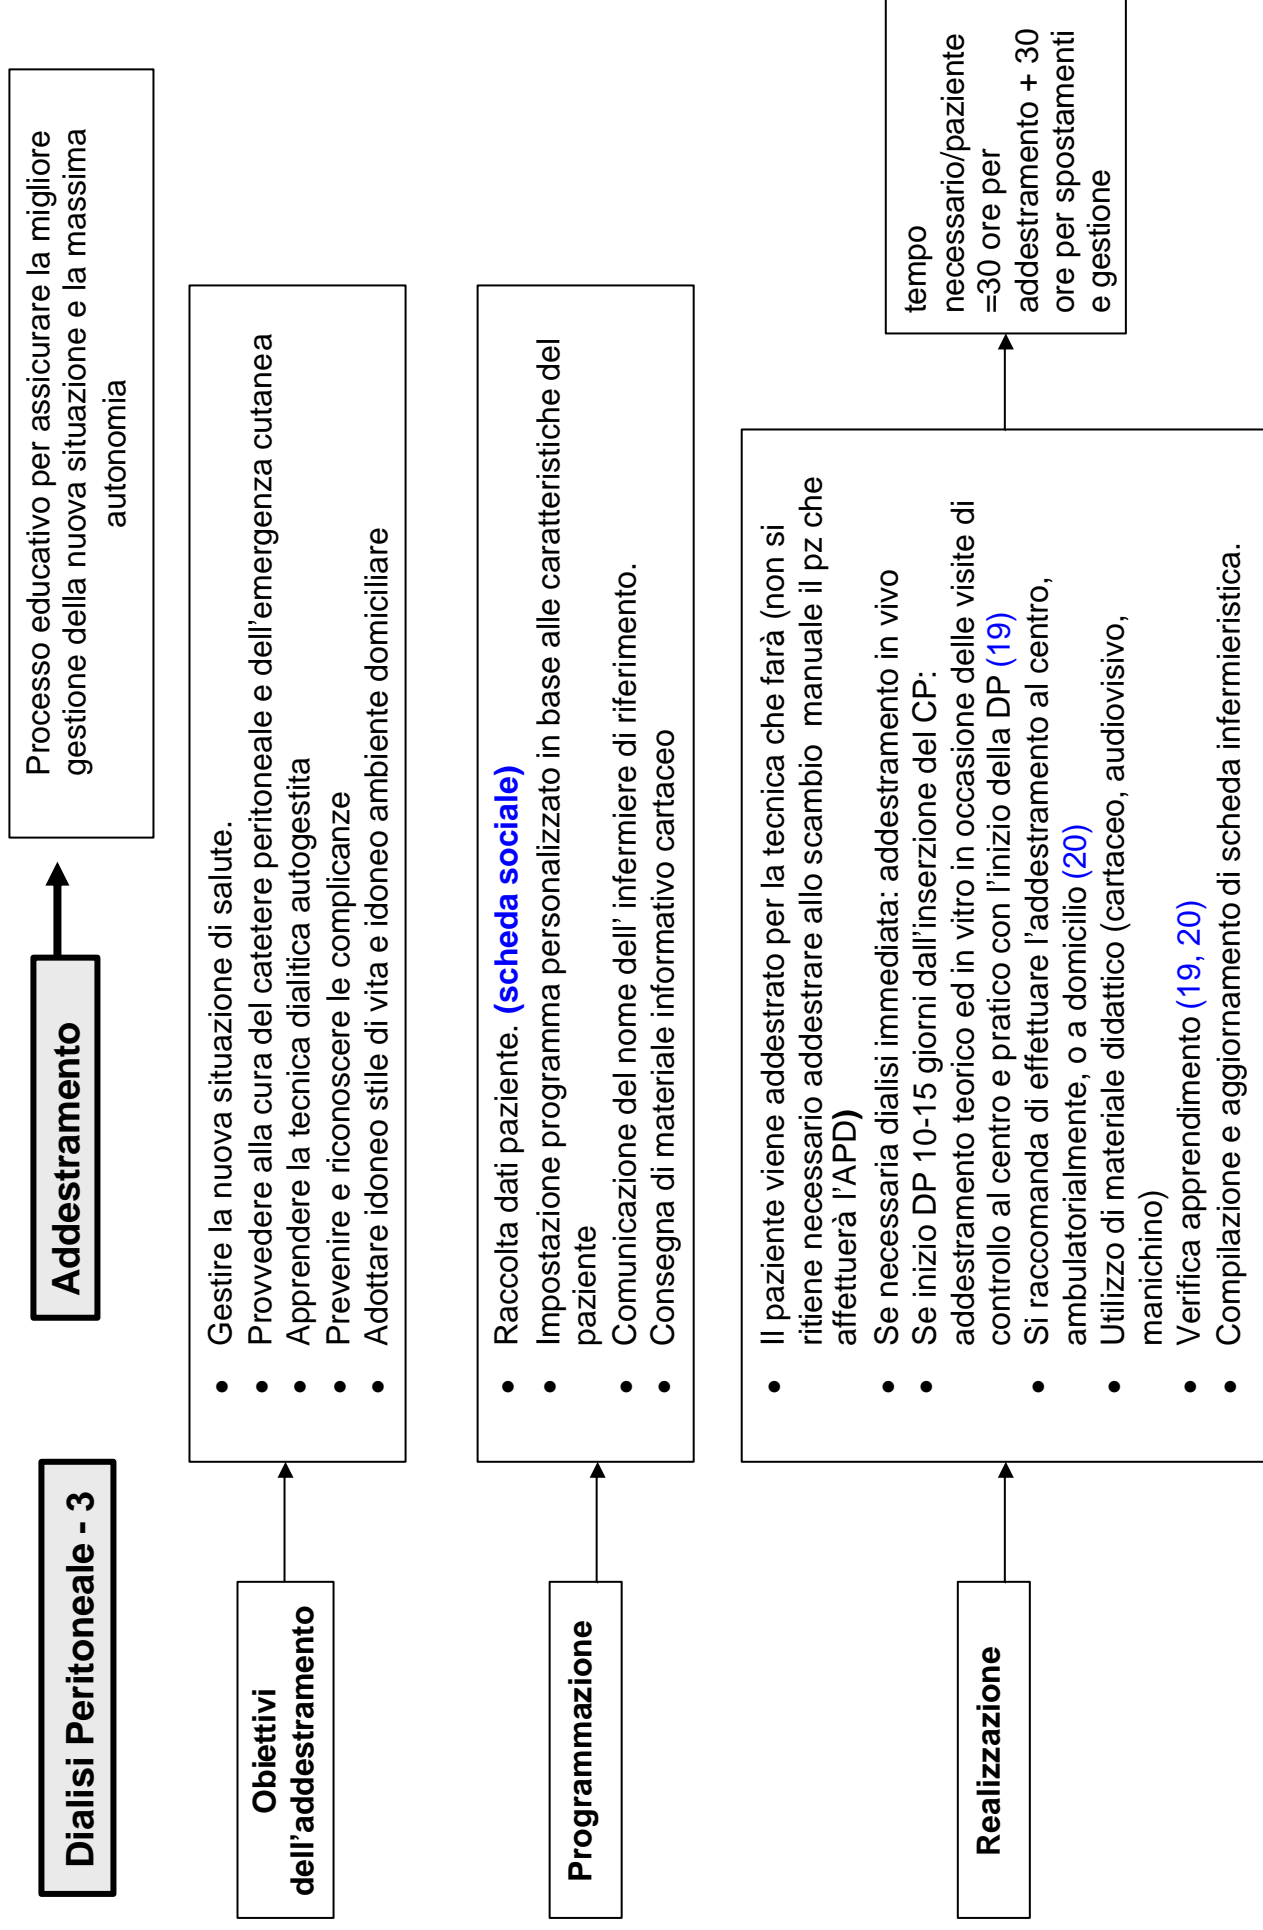 Dialisi Peritoneale - 3
Addestramento
Processo educativo per assicurare la migliore
gestione della nuova situazione e la massima
autonomia
Obiettivi
dell'addestramento
• Gestire la nuova situazione di salute.
• Provvedere alla cura del catetere peritoneale e dell'emergenza cutanea
• Apprendere la tecnica dialitica autogestita
• Prevenire e riconoscere le complicanze
• Adottare idoneo stile di vita e idoneo ambiente domiciliare
Programmazione
• Raccolta dati paziente. (scheda sociale)
• Impostazione programma personalizzato in base alle caratteristiche del
paziente
• Comunicazione del nome dell' infermiere di riferimento.
• Consegna di materiale informativo cartaceo
Realizzazione
• Il paziente viene addestrato per la tecnica che farà (non si
ritiene necessario addestrare allo scambio manuale il pz che
affettuerà l'APD)
• Se necessaria dialisi immediata: addestramento in vivo
• Se inizio DP 10-15 giorni dall'inserzione del CP:
addestramento teorico ed in vitro in occasione delle visite di
controllo al centro e pratico con l'inizio della DP (19)
• Si raccomanda di effettuare l'addestramento al centro,
ambulatorialmente, o a domicilio (20)
• Utilizzo di materiale didattico (cartaceo, audiovisivo,
manichino)
• Verifica apprendimento (19, 20)
• Compilazione e aggiornamento di scheda infermieristica.
tempo
necessario/paziente
=30 ore per
addestramento + 30
ore per spostamenti
e gestione